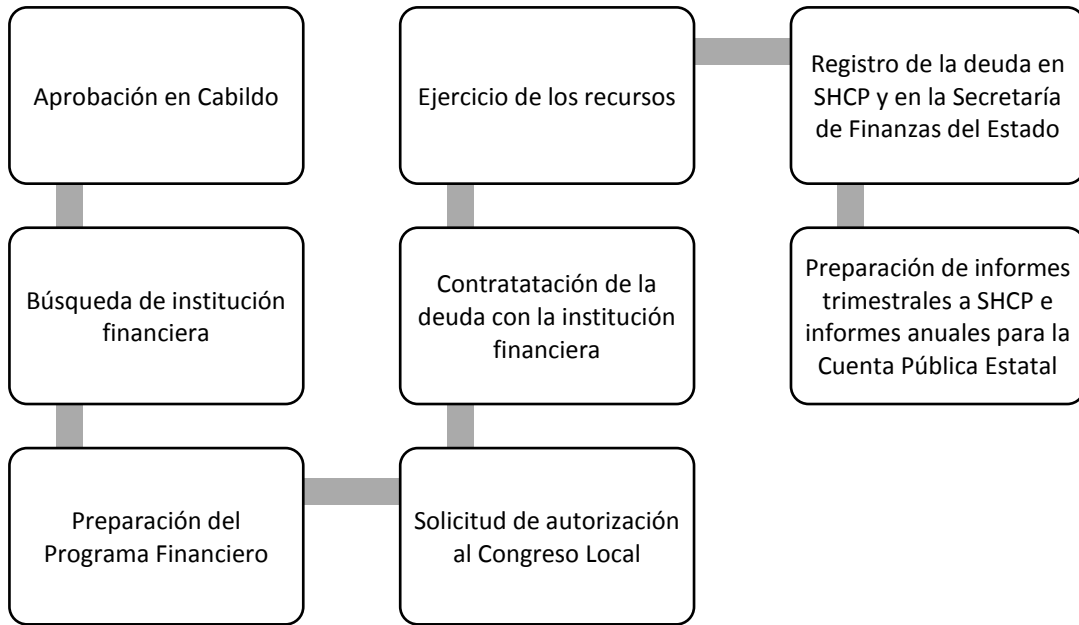 Aprobación en Cabildo
Búsqueda de institución
financiera
Preparación del
Programa Financiero
Solicitud de autorización
al Congreso Local
Contratatación de la
deuda con la institución
financiera
Ejercicio de los recursos
Registro de la deuda en
SHCP y en la Secretaría
de Finanzas del Estado
Preparación de informes
trimestrales a SHCP e
informes anuales para la
Cuenta Pública Estatal